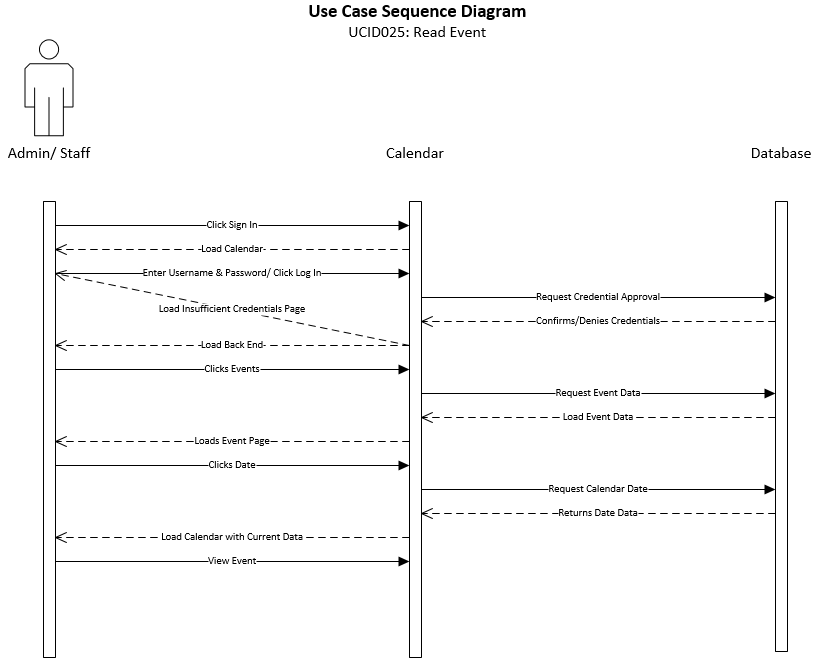 Use Case Sequence Diagram
UCID025: Read Event
Admin/ Staff
Calendar
Database
Click Sign In
Load Calendar
Enter Username & Password/ Click Log In
Request Credential Approval
Load Insufficient Credentials Page
Confirms/Denies Credentials
Load Back End
Clicks Events
Request Event Data
Load Event Data
Loads Event Page
Clicks Date
Request Calendar Date
Returns Date Data
Load Calendar with Current Data
View Event